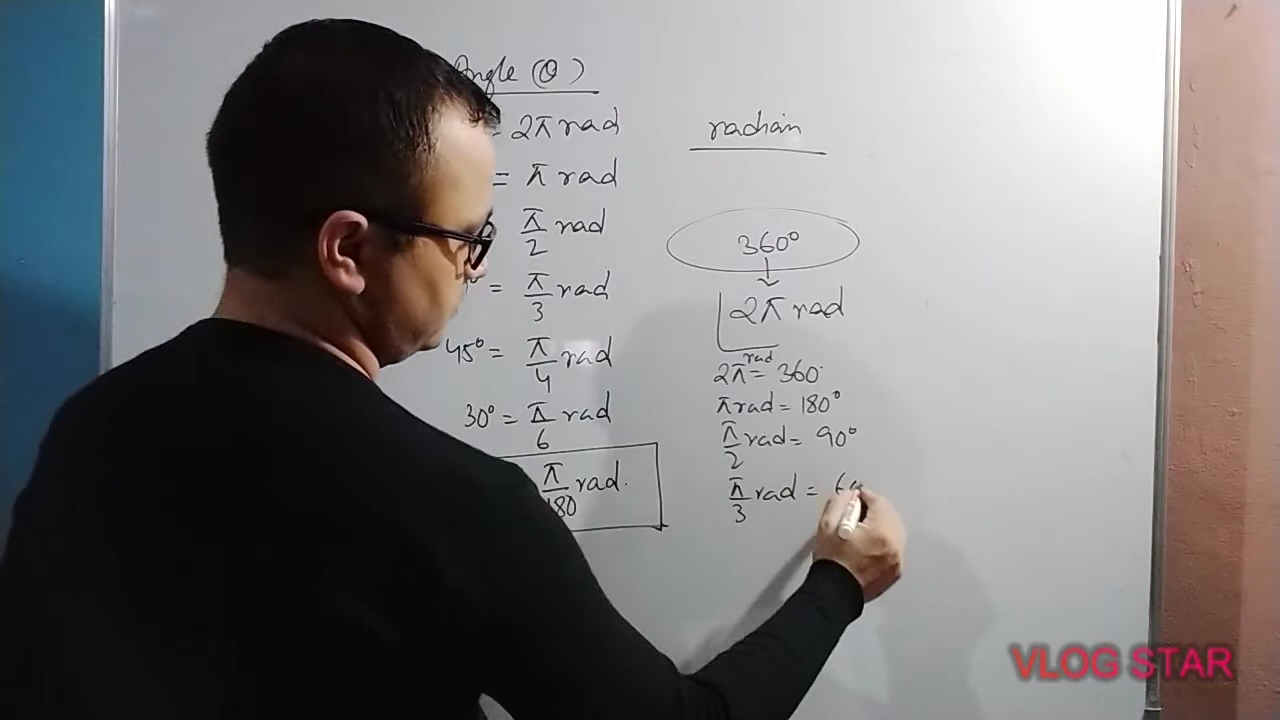 Angle (θ)
= 2π rad
= π rad
π/2 rad
= π/3 rad
45° = π/4 rad
30° = π/6 rad
π/180 rad.
radian
360°
2π rad
2π rad = 360°
π rad = 180°
π/2 rad = 90°
π/3 rad = 6
VLOG STAR